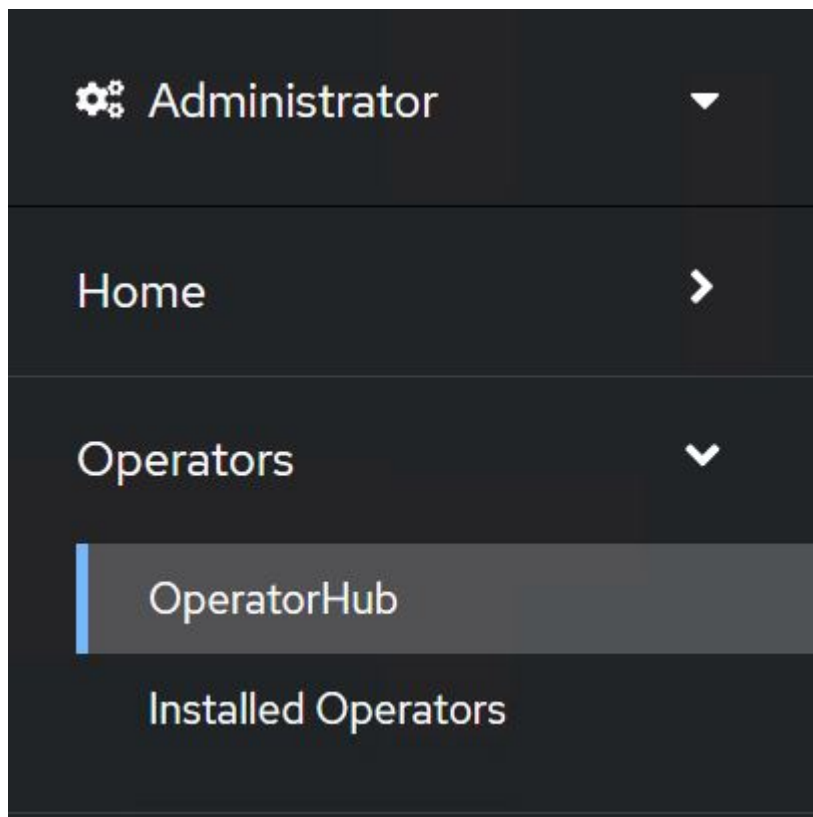 Administrator
Home
Operators
OperatorHub
Installed Operators